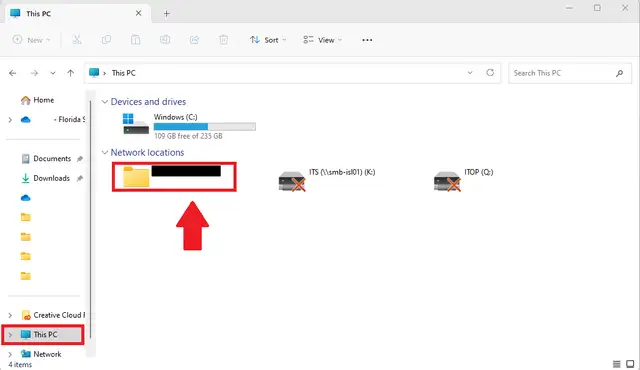 This PC
New
Sort
View
This PC
Search This PC
Home
- Florida S
Documents
Downloads
Creative Cloud F
This PC
Network
Devices and drives
Windows (C:)
109 GB free of 235 GB
Network locations
ITS (\\smb-isl01) (K:)
ITOP (Q:)
4 items